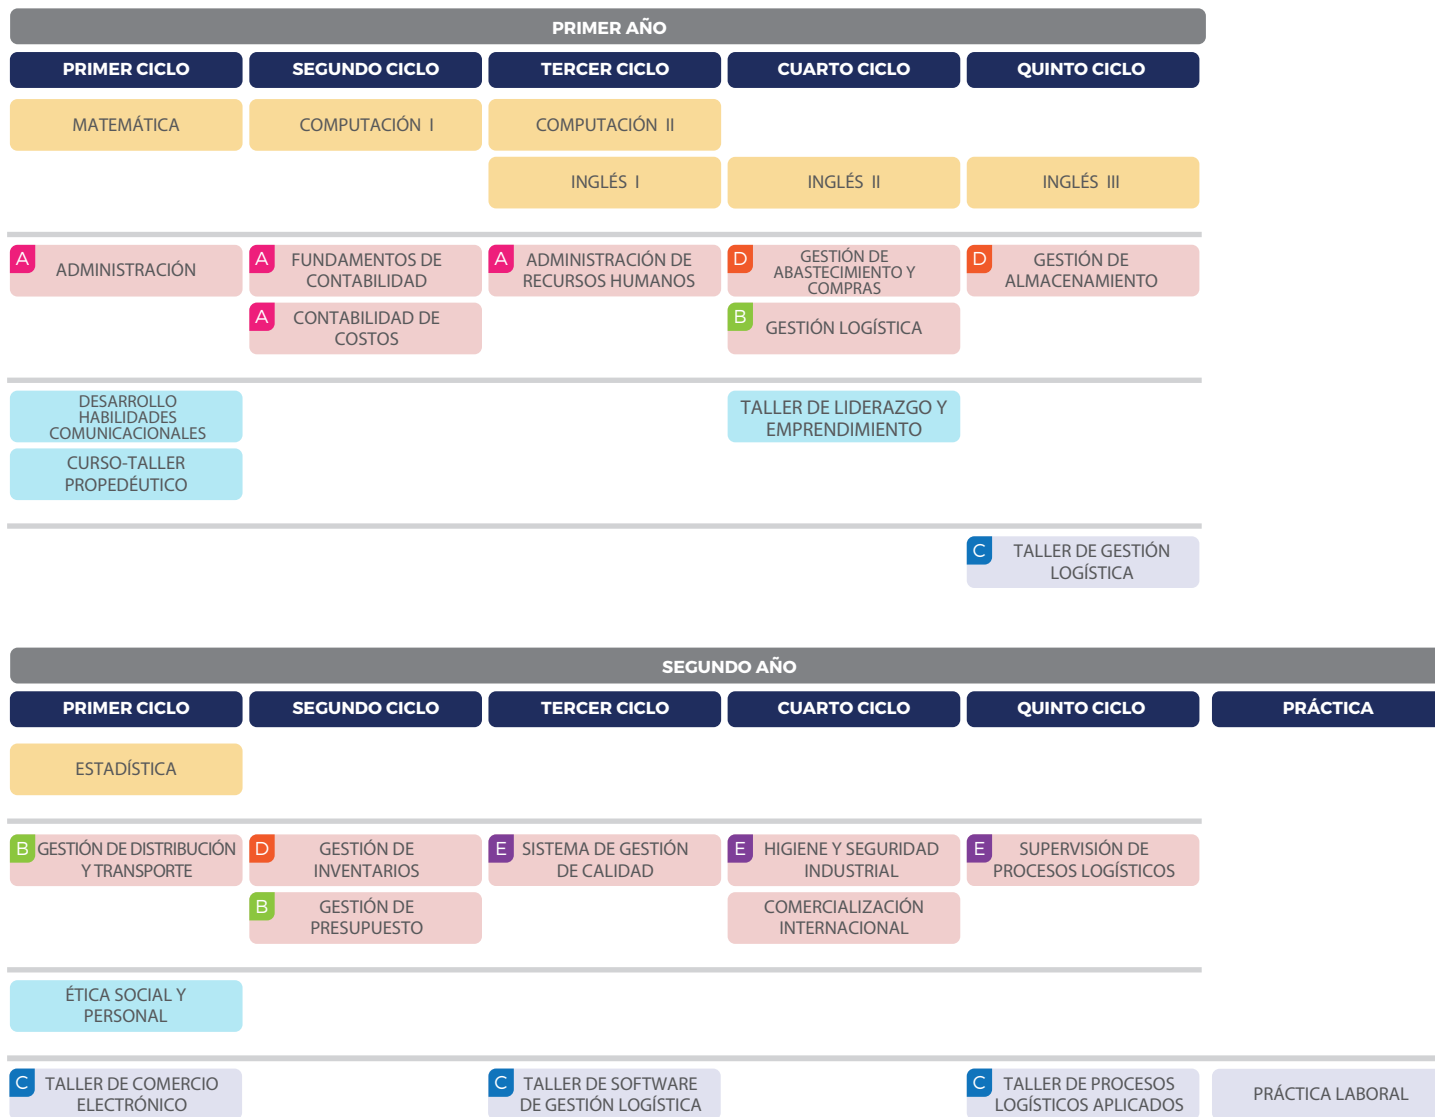 PRIMER AÑO
PRIMER CICLO
SEGUNDO CICLO
TERCER CICLO
CUARTO CICLO
QUINTO CICLO
MATEMÁTICA
COMPUTACIÓN I
COMPUTACIÓN II
INGLÉS I
INGLÉS II
INGLÉS III
A
ADMINISTRACIÓN
A
FUNDAMENTOS DE
CONTABILIDAD
A
ADMINISTRACIÓN DE
RECURSOS HUMANOS
D
GESTIÓN DE
ABASTECIMIENTO Y
COMPRAS
D
GESTIÓN DE
ALMACENAMIENTO
A
CONTABILIDAD DE
COSTOS
B
GESTIÓN LOGÍSTICA
DESARROLLO
HABILIDADES
COMUNICACIONALES
TALLER DE LIDERAZGO Y
EMPRENDIMIENTO
CURSO-TALLER
PROPEDÉUTICO
C
TALLER DE GESTIÓN
LOGÍSTICA
SEGUNDO AÑO
PRIMER CICLO
SEGUNDO CICLO
TERCER CICLO
CUARTO CICLO
QUINTO CICLO
PRÁCTICA
ESTADÍSTICA
B
GESTIÓN DE DISTRIBUCIÓN
Y TRANSPORTE
D
GESTIÓN DE
INVENTARIOS
E
SISTEMA DE GESTIÓN
DE CALIDAD
E
HIGIENE Y SEGURIDAD
INDUSTRIAL
E
SUPERVISIÓN DE
PROCESOS LOGÍSTICOS
B
GESTIÓN DE
PRESUPUESTO
COMERCIALIZACIÓN
INTERNACIONAL
ÉTICA SOCIAL Y
PERSONAL
C
TALLER DE COMERCIO
ELECTRÓNICO
C
TALLER DE SOFTWARE
DE GESTIÓN LOGÍSTICA
C
TALLER DE PROCESOS
LOGÍSTICOS APLICADOS
PRÁCTICA LABORAL